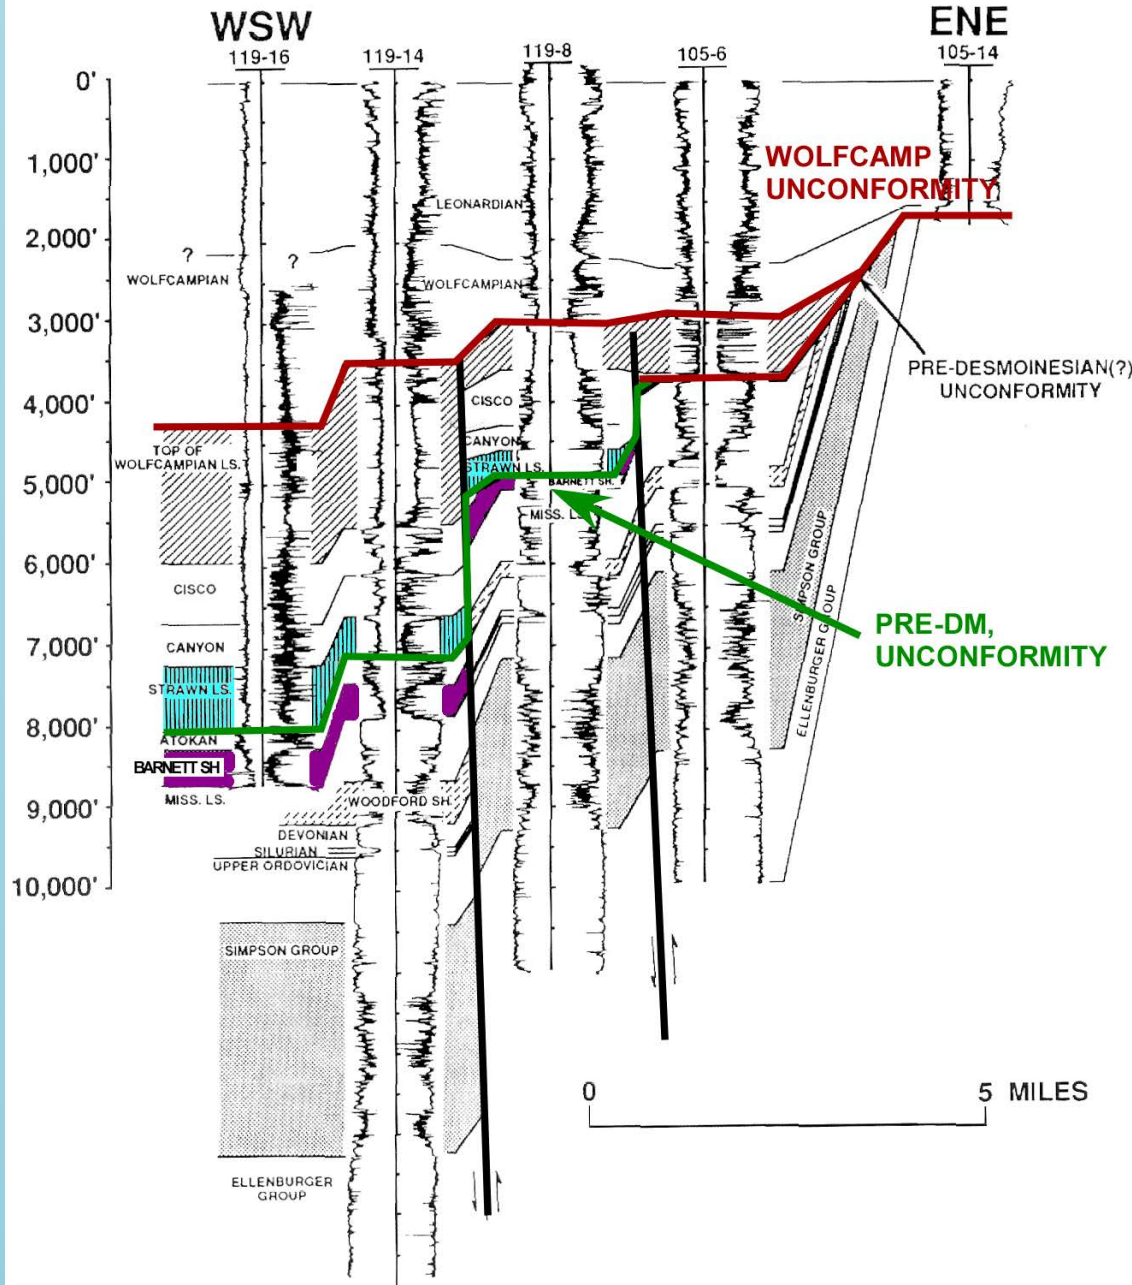 WSW
ENE
119-16
119-14
119-8
105-6
105-14
0'
1,000'
2,000'
3,000'
4,000'
5,000'
6,000'
7,000'
8,000'
9,000'
10,000'
WOLFCAMP
UNCONFORMITY
LEONARDIAN
?
?
WOLFCAMPIAN
WOLFCAMPIAN
PRE-DESMOINESIAN(?)
UNCONFORMITY
TOP OF
WOLFCAMPIAN LS.
CISCO
CANYON
STRAWN LS.
BARNETT SH.
MISS. LS.
CISCO
CANYON
STRAWN LS.
ATOKAN
BARNETT SH
MISS. LS.
PRE-DM,
UNCONFORMITY
SIMPSON GROUP
ELLENBURGER GROUP
WOODFORD SH.
DEVONIAN
SILURIAN
UPPER ORDOVICIAN
SIMPSON GROUP
ELLENBURGER
GROUP
0
5 MILES